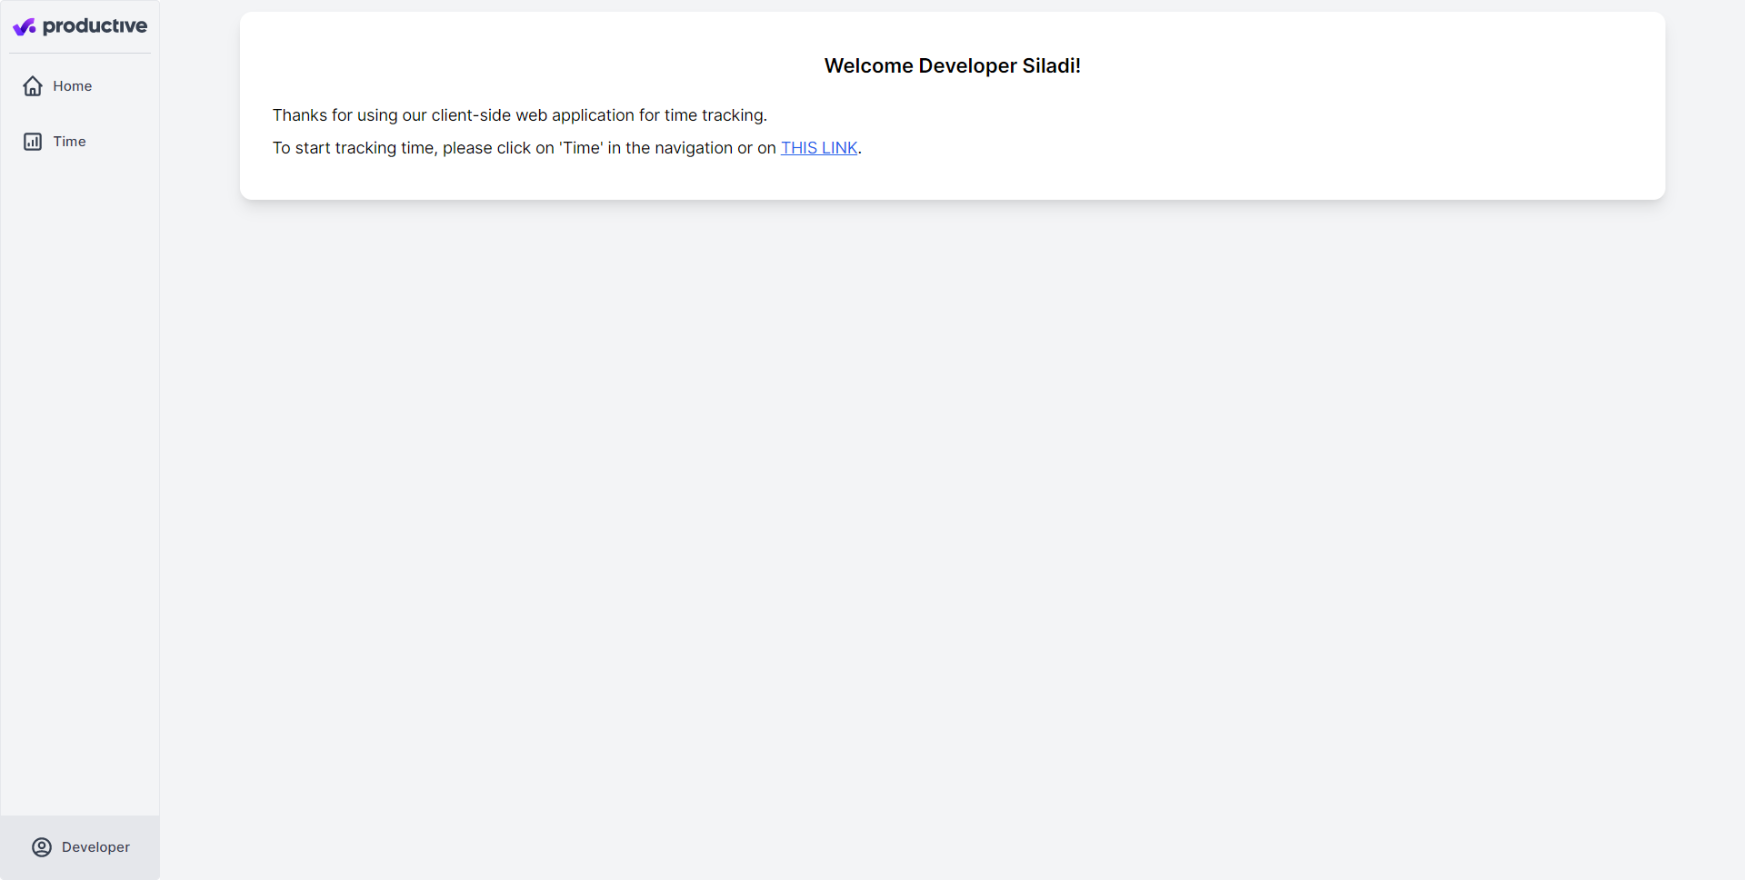 productive
Home
Time
Welcome Developer Siladi!
Thanks for using our client-side web application for time tracking.
To start tracking time, please click on 'Time' in the navigation or on THIS LINK.
Developer